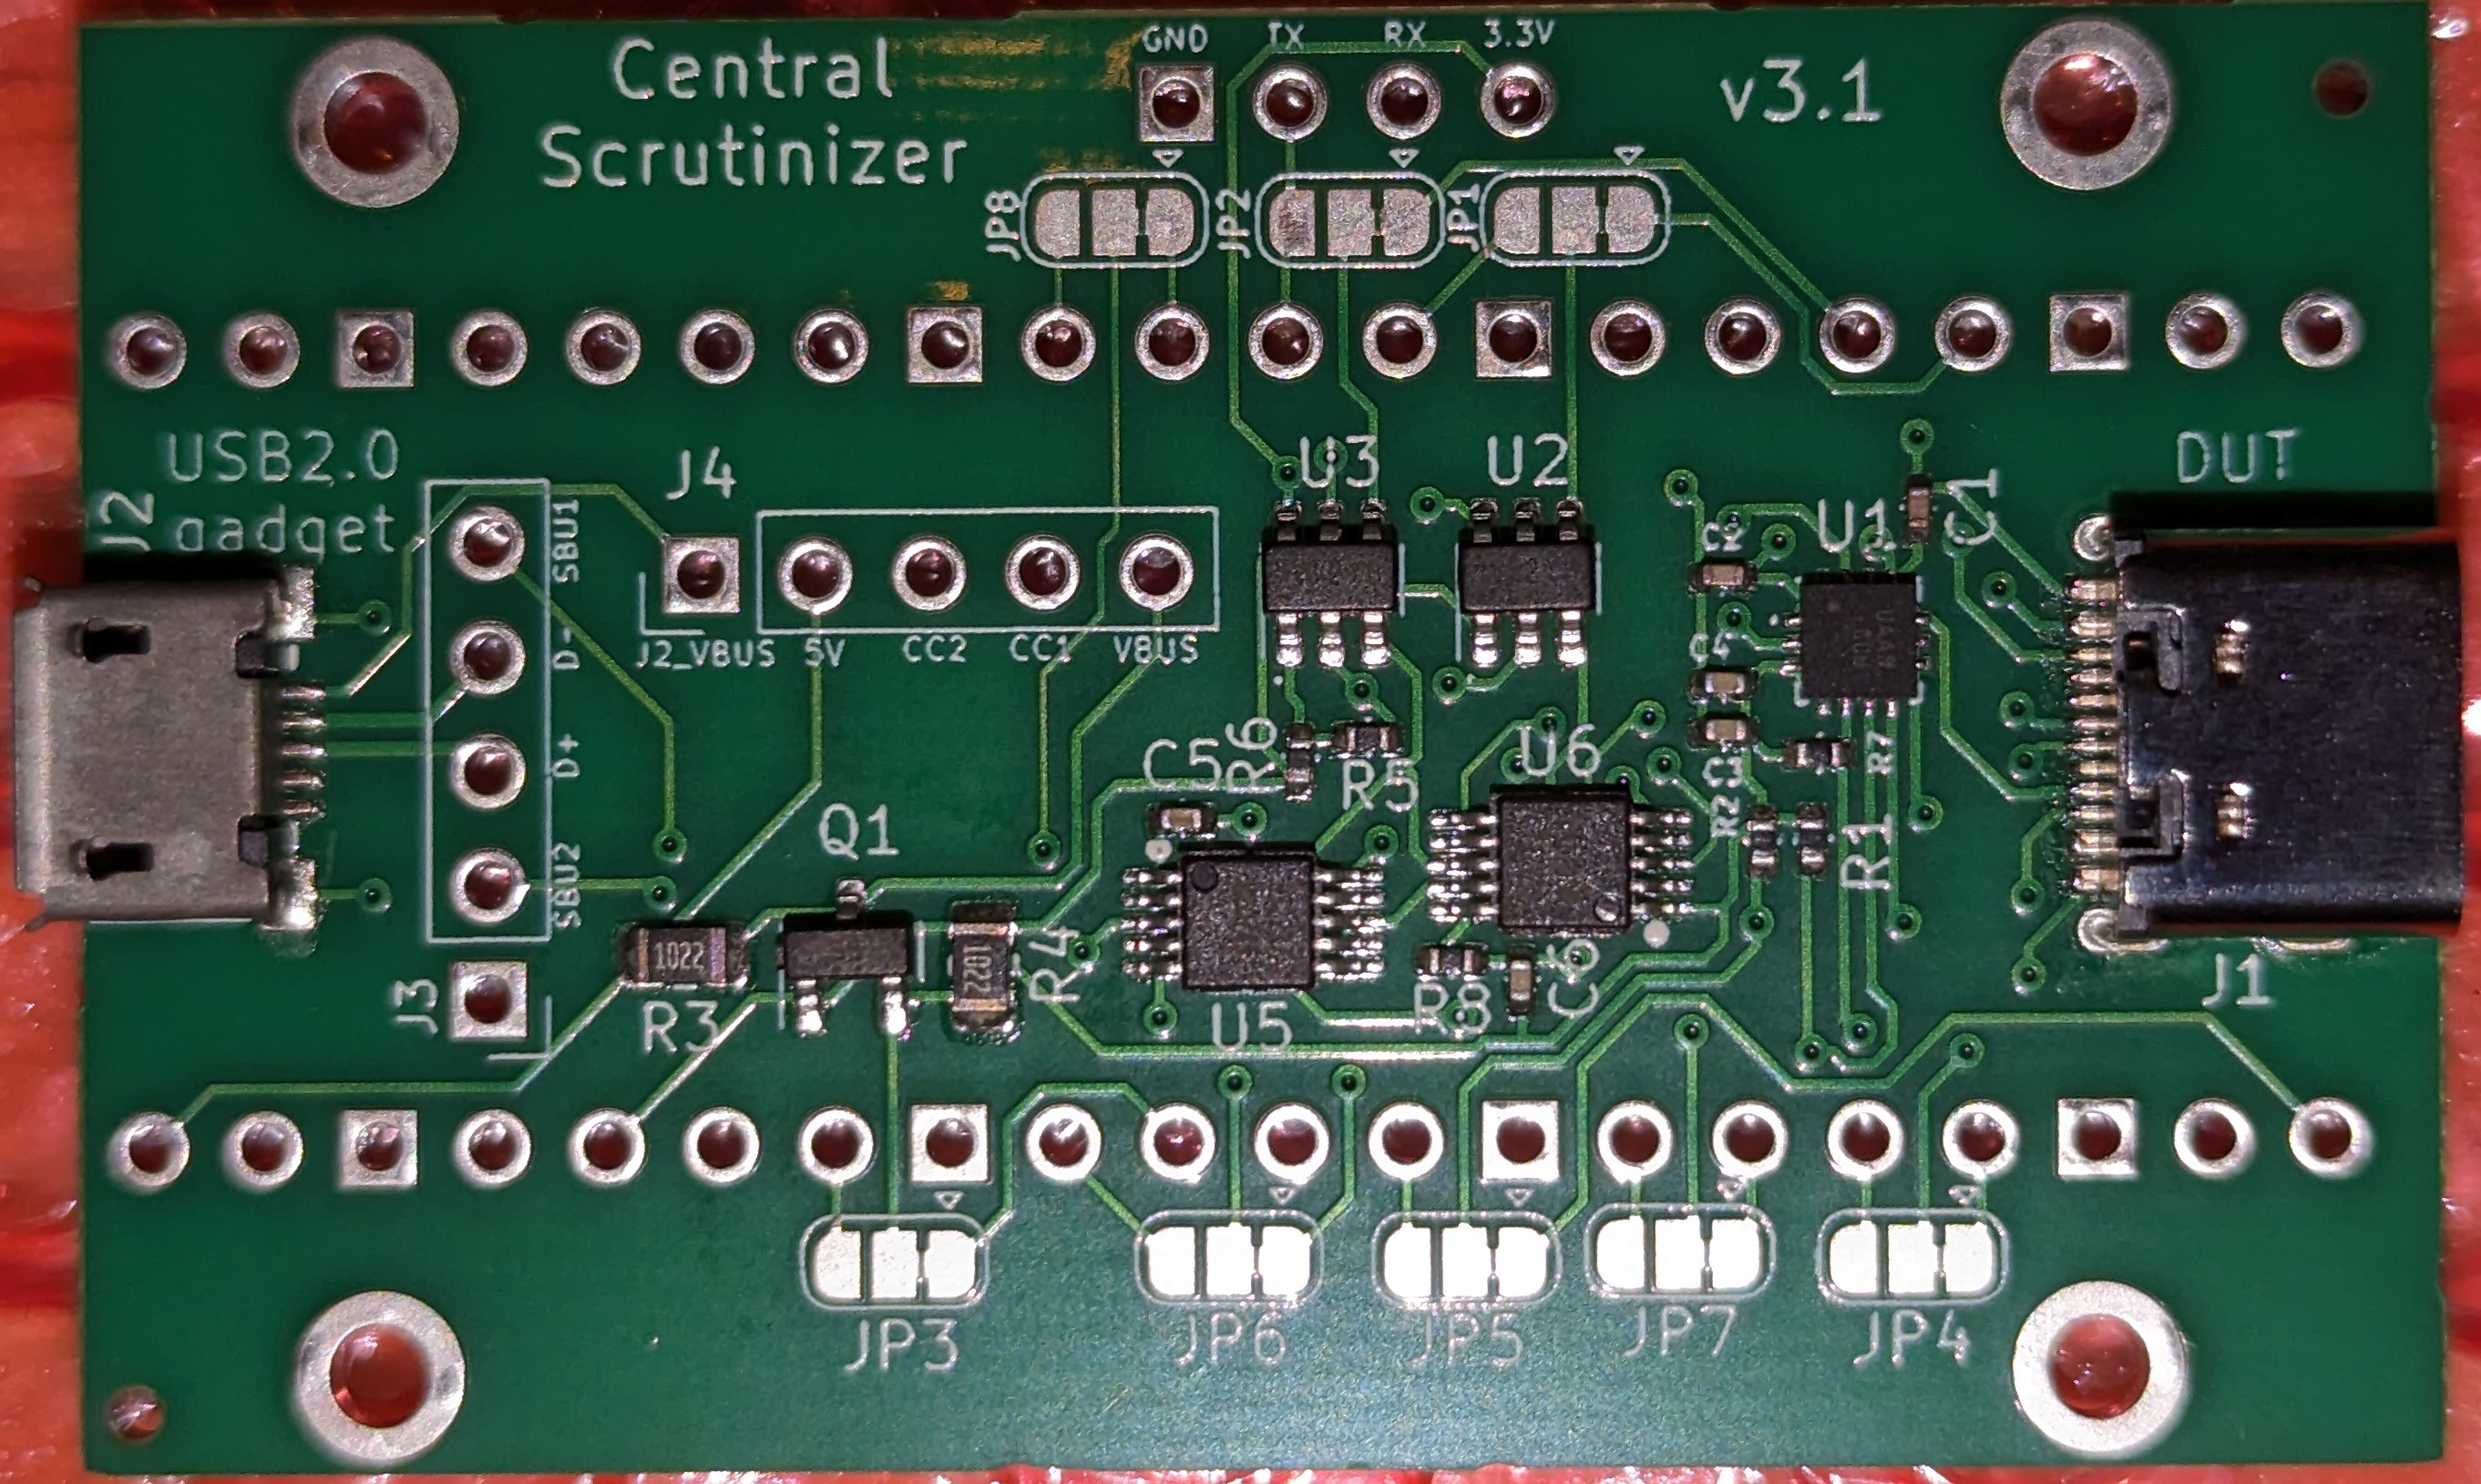 GND TX RX 3.3V
Central
Scrutinizer
v3.1
JP8
JP2
JP1
USB2.0
gadget
J2
J4
U3
U2
DUT
SBU1
D-
D+
SBU2
J3
J2_VBUS 5V CC2 CC1 VBUS
U1
C1
C2
C4
C3
R7
R2
R1
C5
R6
R5
U6
Q1
1022
R3
1022
R4
U5
R8
C6
J1
JP3
JP6
JP5
JP7
JP4